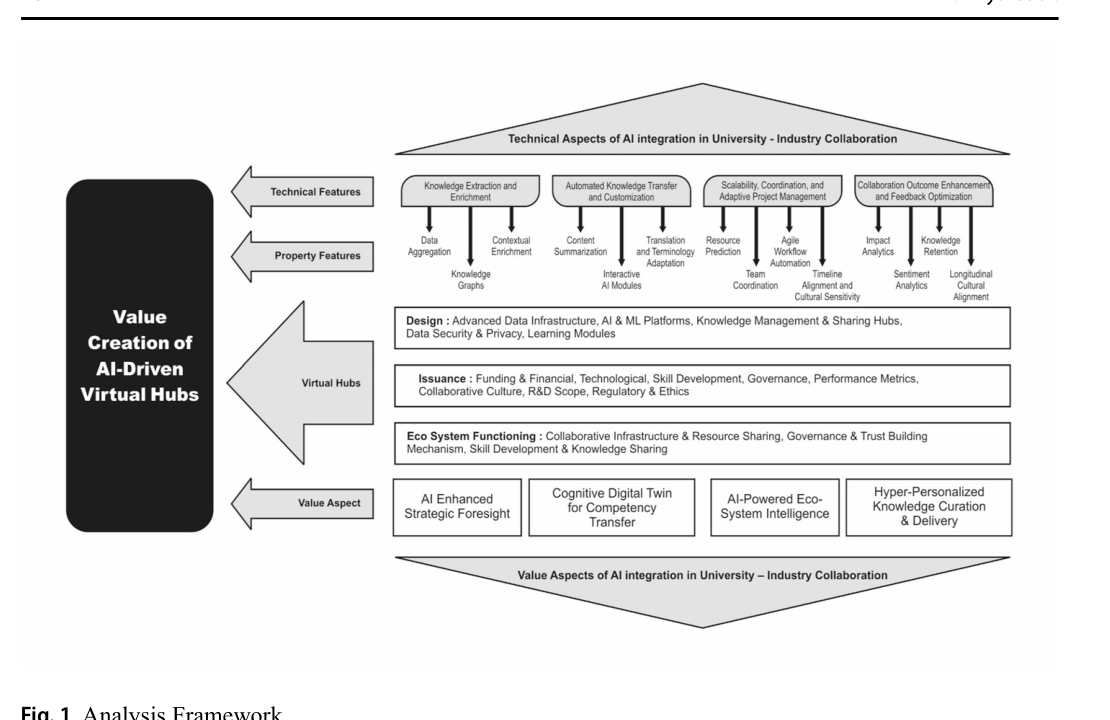 Technical Aspects of AI integration in University - Industry Collaboration
Technical Features
Knowledge Extraction and
Enrichment
Automated Knowledge Transfer
and Customization
Scalability, Coordination, and
Adaptive Project Management
Collaboration Outcome Enhancement
and Feedback Optimization
Property Features
Data
Aggregation
Knowledge
Graphs
Contextual
Enrichment
Content
Summarization
Interactive
AI Modules
Translation
and Terminology
Adaptation
Resource
Prediction
Team
Coordination
Agile
Workflow
Automation
Timeline
Alignment and
Cultural Sensitivity
Impact
Analytics
Sentiment
Analytics
Knowledge
Retention
Longitudinal
Cultural
Alignment
Value
Creation of
AI-Driven
Virtual Hubs
Virtual Hubs
Design : Advanced Data Infrastructure, AI & ML Platforms, Knowledge Management & Sharing Hubs,
Data Security & Privacy, Learning Modules
Issuance : Funding & Financial, Technological, Skill Development, Governance, Performance Metrics,
Collaborative Culture, R&D Scope, Regulatory & Ethics
Eco System Functioning : Collaborative Infrastructure & Resource Sharing, Governance & Trust Building
Mechanism, Skill Development & Knowledge Sharing
Value Aspect
AI Enhanced
Strategic Foresight
Cognitive Digital Twin
for Competency
Transfer
AI-Powered Eco-
System Intelligence
Hyper-Personalized
Knowledge Curation
& Delivery
Value Aspects of AI integration in University – Industry Collaboration
Fig. 1 Analysis Framework